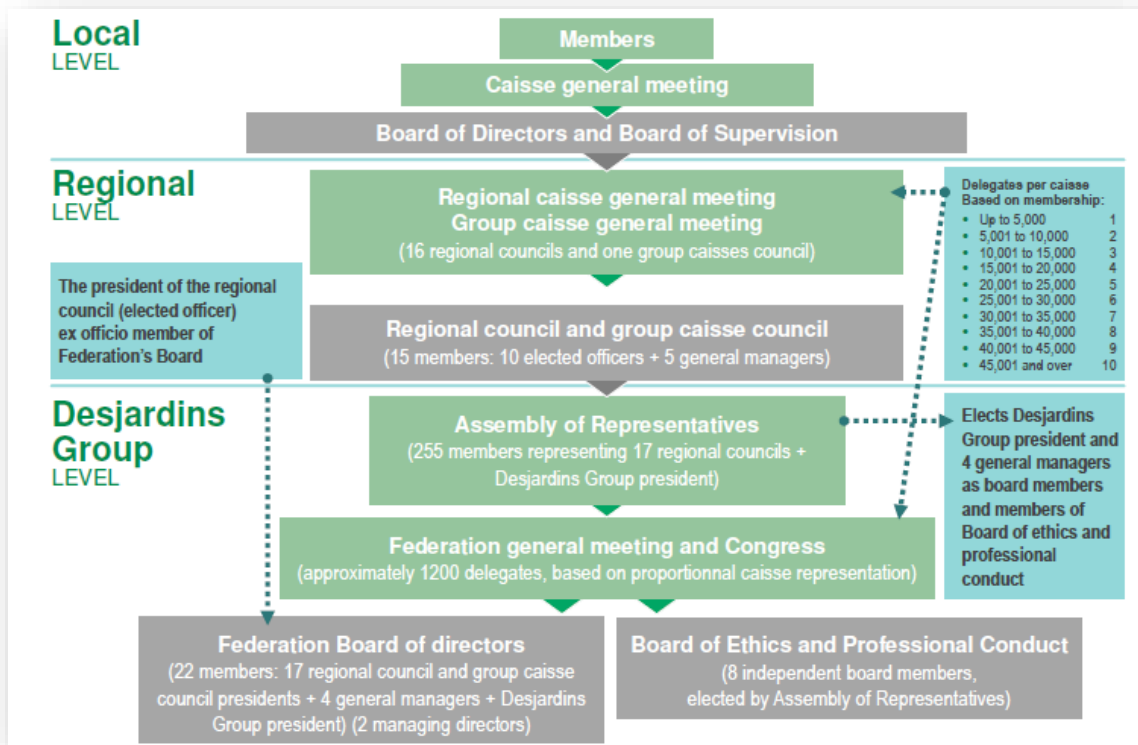 Local
LEVEL
Members
Caisse general meeting
Board of Directors and Board of Supervision
Regional
LEVEL
Regional caisse general meeting
Group caisse general meeting
(16 regional councils and one group caisses council)
Delegates per caisse
Based on membership:
• Up to 5,000 1
• 5,001 to 10,000 2
• 10,001 to 15,000 3
• 15,001 to 20,000 4
• 20,001 to 25,000 5
• 25,001 to 30,000 6
• 30,001 to 35,000 7
• 35,001 to 40,000 8
• 40,001 to 45,000 9
• 45,001 and over 10
The president of the regional
council (elected officer)
ex officio member of
Federation's Board
Regional council and group caisse council
(15 members: 10 elected officers + 5 general managers)
Desjardins
Group
LEVEL
Assembly of Representatives
(255 members representing 17 regional councils +
Desjardins Group president)
Elects Desjardins
Group president and
4 general managers
as board members
and members of
Board of ethics and
professional
conduct
Federation general meeting and Congress
(approximately 1200 delegates, based on proportionnal caisse representation)
Federation Board of directors
(22 members: 17 regional council and group caisse
council presidents + 4 general managers + Desjardins
Group president) (2 managing directors)
Board of Ethics and Professional Conduct
(8 independent board members,
elected by Assembly of Representatives)